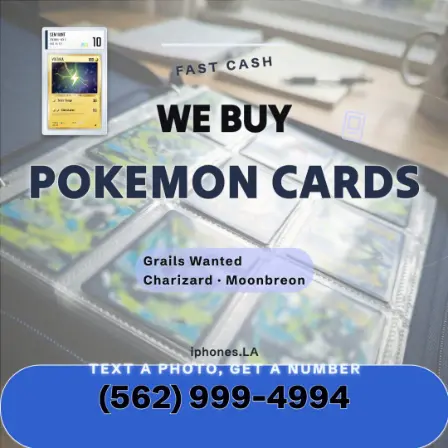 10
FAST CASH
WE BUY
POKEMON CARDS
Grails Wanted
Charizard · Moonbreon
iphones.LA
TEXT A PHOTO, GET A NUMBER
(562) 999-4994